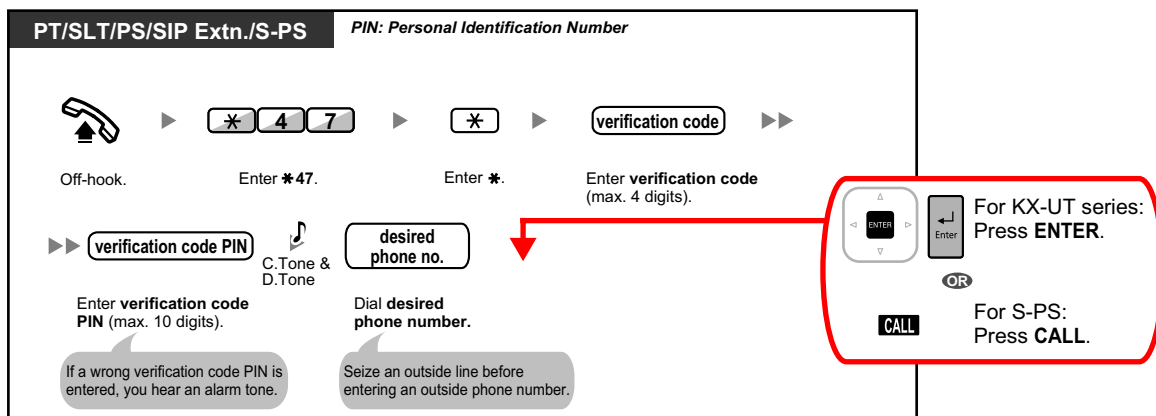 PT/SLT/PS/SIP Extn./S-PS
PIN: Personal Identification Number
✱ 4 7
✱
verification code
Off-hook.
Enter ✱47.
Enter ✱.
Enter verification code
(max. 4 digits).
verification code PIN
C.Tone &
D.Tone
desired
phone no.
Enter verification code
PIN (max. 10 digits).
Dial desired
phone number.
If a wrong verification code PIN is
entered, you hear an alarm tone.
Seize an outside line before
entering an outside phone number.
ENTER
Enter
For KX-UT series:
Press ENTER.
OR
CALL
For S-PS:
Press CALL.